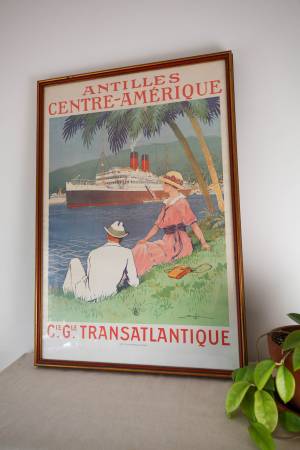 ANTILLES
CENTRE-AMÉRIQUE
CIE GLE TRANSATLANTIQUE